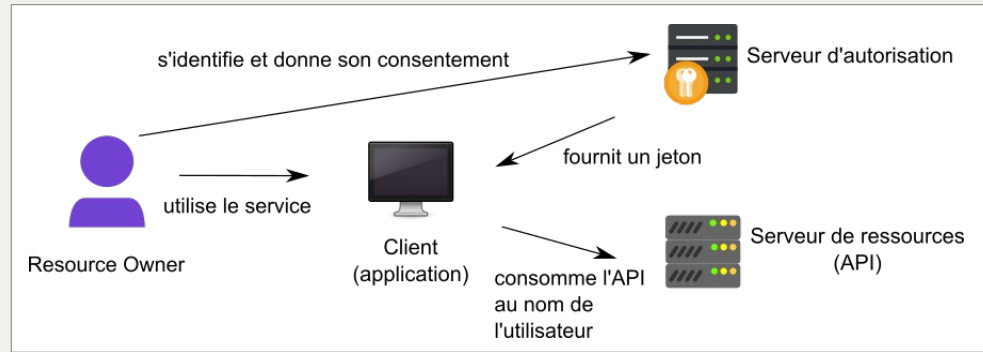 s'identifie et donne son consentement
Serveur d'autorisation
fournit un jeton
utilise le service
Resource Owner
Client
(application)
consomme l'API
au nom de
l'utilisateur
Serveur de ressources
(API)